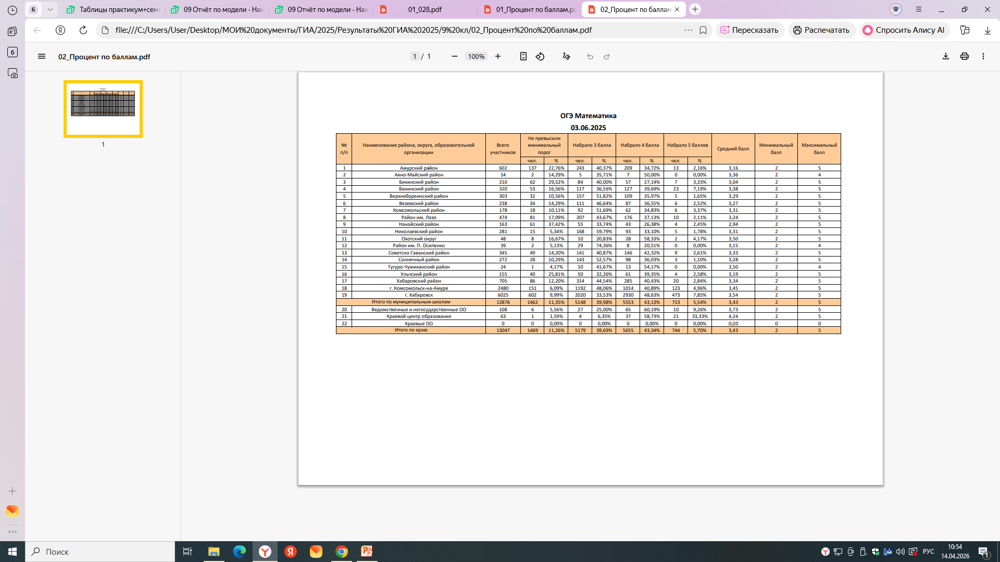 6
Таблицы практикум+сем
09 Отчёт по модели - Нан
09 Отчёт по модели - Нан
01_028.pdf
01_Процент по баллам.pd
02_Процент по баллам
file:///C:/Users/User/Desktop/МОИ%20документы/ГИА/2025/Результаты%20ГИА%202025/9%20кл/02_Процент%20по%20баллам.pdf
Пересказать
Распечатать
Спросить Алису AI
6
02_Процент по баллам.pdf
1 / 1
100%
1
ОГЭ Математика
03.06.2025
№ п/п Наименование района, округа, образовательной организации Всего участников Не превысили минимальный порог Набрало 3 балла Набрало 4 балла Набрало 5 баллов Средний балл Минимальный балл Максимальный балл
чел. % чел. % чел. % чел. %
1 Амурский район 602 137 22,76% 243 40,37% 209 34,72% 13 2,16% 3,16 2 5
2 Аяно-Майский район 14 2 14,29% 5 35,71% 7 50,00% 0 0,00% 3,36 2 4
3 Бикинский район 210 62 29,52% 84 40,00% 57 27,14% 7 3,33% 3,04 2 5
4 Ванинский район 320 53 16,56% 117 36,56% 127 39,69% 23 7,19% 3,38 2 5
5 Верхнебуреинский район 303 32 10,56% 157 51,82% 109 35,97% 5 1,65% 3,29 2 5
6 Вяземский район 238 34 14,29% 111 46,64% 87 36,55% 6 2,52% 3,27 2 5
7 Комсомольский район 178 18 10,11% 92 51,69% 62 34,83% 6 3,37% 3,31 2 5
8 Район им. Лазо 474 81 17,09% 207 43,67% 176 37,13% 10 2,11% 3,24 2 5
9 Нанайский район 163 61 37,42% 55 33,74% 43 26,38% 4 2,45% 2,94 2 5
10 Николаевский район 281 15 5,34% 168 59,79% 93 33,10% 5 1,78% 3,31 2 5
11 Охотский округ 48 8 16,67% 10 20,83% 28 58,33% 2 4,17% 3,50 2 5
12 Район им. П. Осипенко 39 2 5,13% 29 74,36% 8 20,51% 0 0,00% 3,15 2 4
13 Советско-Гаванский район 345 49 14,20% 141 40,87% 146 42,32% 9 2,61% 3,33 2 5
14 Солнечный район 272 28 10,29% 143 52,57% 98 36,03% 3 1,10% 3,28 2 5
15 Тугуро-Чумиканский район 24 1 4,17% 10 41,67% 13 54,17% 0 0,00% 3,50 2 4
16 Ульчский район 155 40 25,81% 50 32,26% 61 39,35% 4 2,58% 3,19 2 5
17 Хабаровский район 705 86 12,20% 314 44,54% 285 40,43% 20 2,84% 3,34 2 5
18 г. Комсомольск-на-Амуре 2480 151 6,09% 1192 48,06% 1014 40,89% 123 4,96% 3,45 2 5
19 г. Хабаровск 6025 602 9,99% 2020 33,53% 2930 48,63% 473 7,85% 3,54 2 5
Итого по муниципальным школам 12876 1462 11,35% 5148 39,98% 5553 43,13% 713 5,54% 3,43 2 5
20 Ведомственные и негосударственные ОО 108 6 5,56% 27 25,00% 65 60,19% 10 9,26% 3,73 2 5
21 Краевой центр образования 63 1 1,59% 4 6,35% 37 58,73% 21 33,33% 4,24 2 5
22 Краевые ОО 0 0 0,00% 0 0,00% 0 0,00% 0 0,00% 0,00 0 0
Итого по краю 13047 1469 11,26% 5179 39,69% 5655 43,34% 744 5,70% 3,43 2 5
Поиск
РУС
10:54
14.04.2026
1